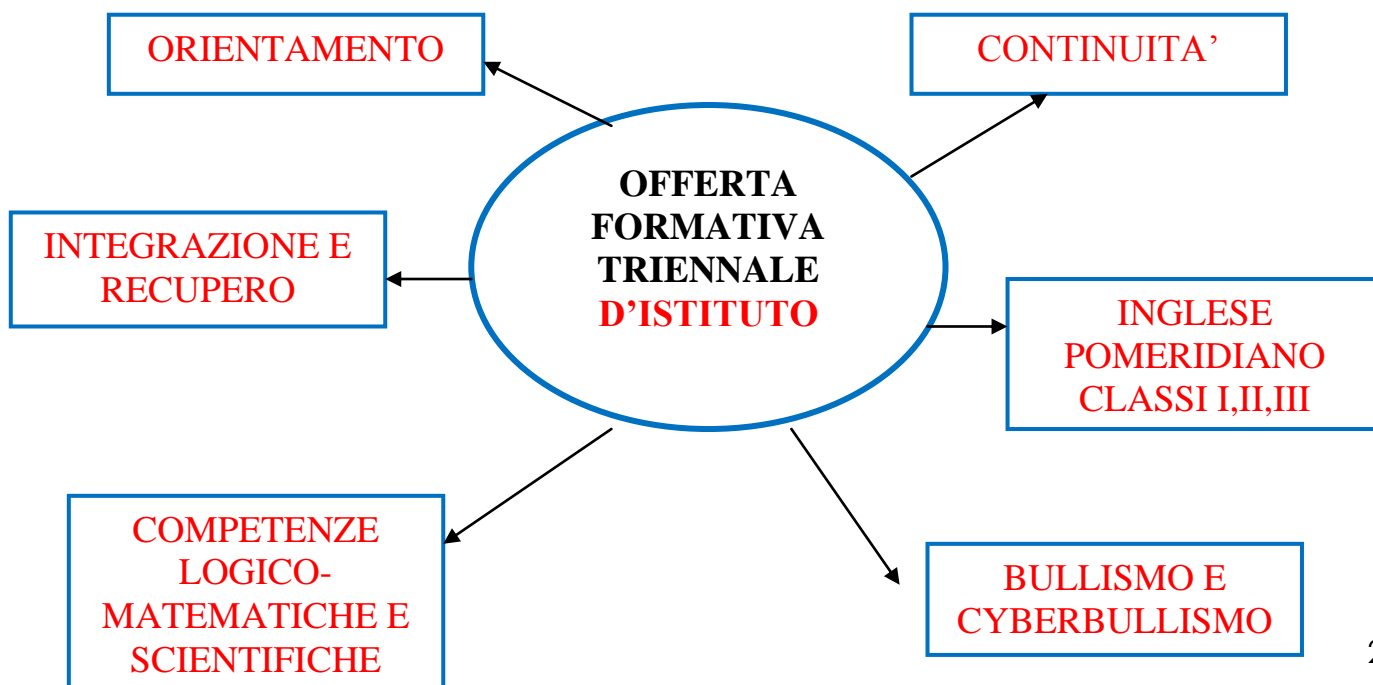 ORIENTAMENTO
CONTINUITA’
OFFERTA
FORMATIVA
TRIENNALE
D’ISTITUTO
INTEGRAZIONE E
RECUPERO
INGLESE
POMERIDIANO
CLASSI I,II,III
COMPETENZE
LOGICO-
MATEMATICHE E
SCIENTIFICHE
BULLISMO E
CYBERBULLISMO